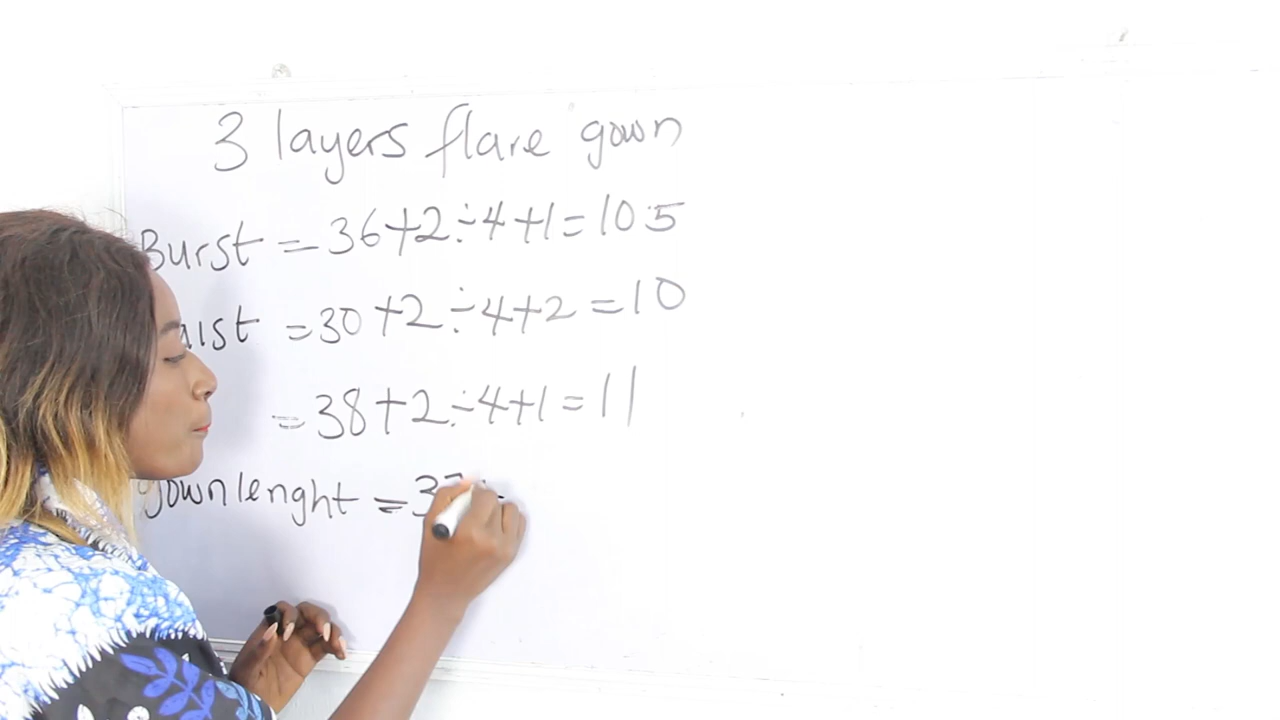 3 layers flare gown
Burst = 36+2÷4+1=10.5
aist =30+2÷4+2=10
=38+2÷4+1=11
gown lenght =3